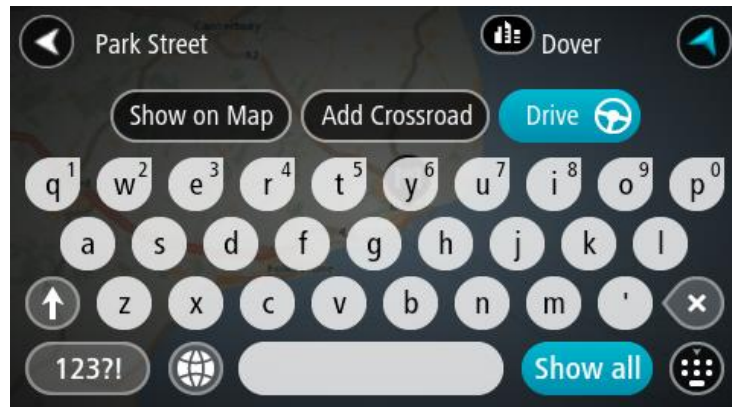 Park Street Dover
Show on Map Add Crossroad Drive
q1 w2 e3 r4 t5 y6 u7 i8 o9 p0
a s d f g h j k l
z x c v b n m '
123?! Show all